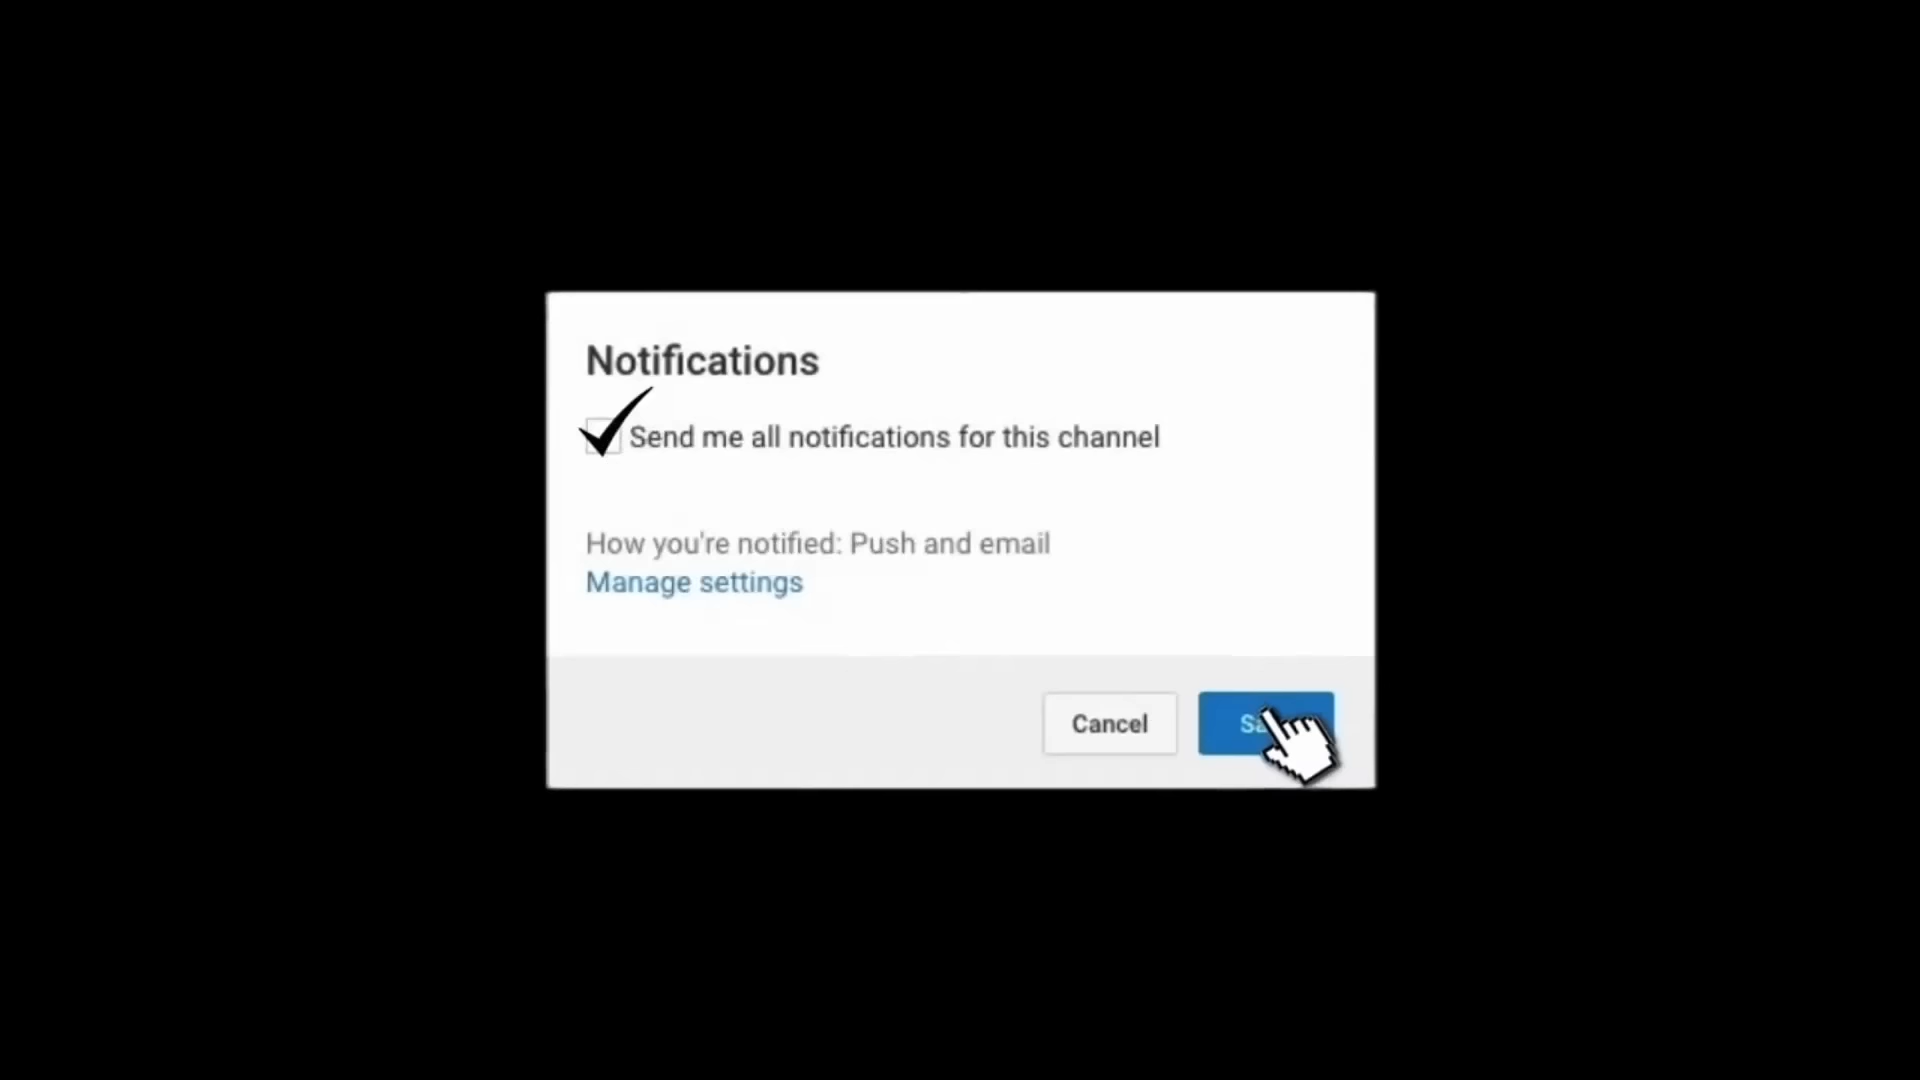 Notifications
Send me all notifications for this channel
How you're notified: Push and email
Manage settings
Cancel